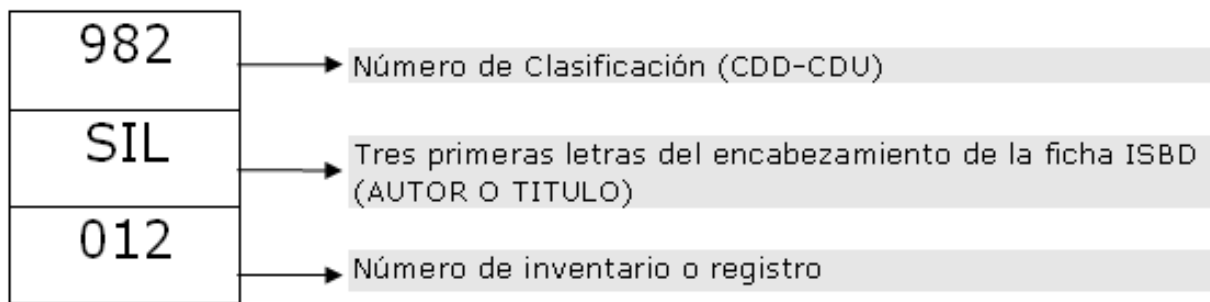 982
Número de Clasificación (CDD-CDU)
SIL
Tres primeras letras del encabezamiento de la ficha ISBD
(AUTOR O TITULO)
012
Número de inventario o registro